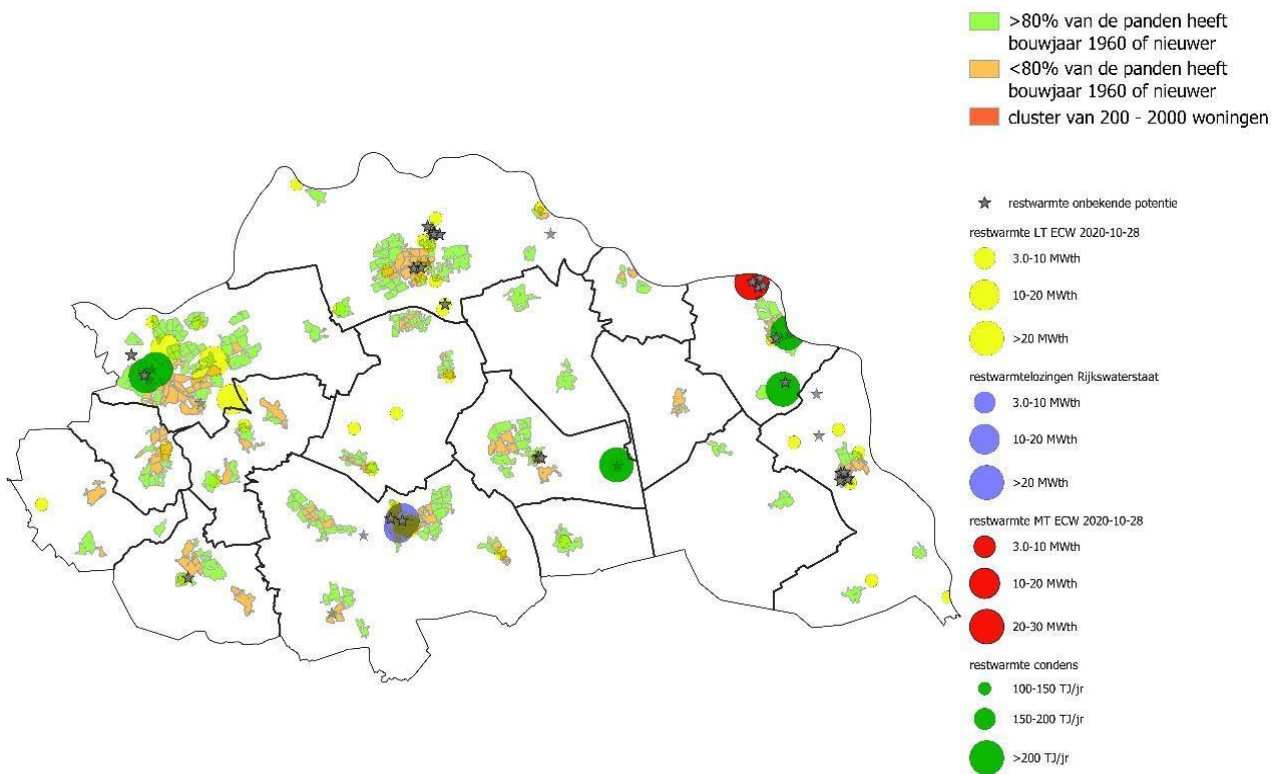 >80% van de panden heeft
bouwjaar 1960 of nieuwer
<80% van de panden heeft
bouwjaar 1960 of nieuwer
cluster van 200 - 2000 woningen
restwarmte onbekende potentie
restwarmte LT ECW 2020-10-28
3.0-10 MWth
10-20 MWth
>20 MWth
restwarmtelozingen Rijkswaterstaat
3.0-10 MWth
10-20 MWth
>20 MWth
restwarmte MT ECW 2020-10-28
3.0-10 MWth
10-20 MWth
20-30 MWth
restwarmte condens
100-150 TJ/jr
150-200 TJ/jr
>200 TJ/jr